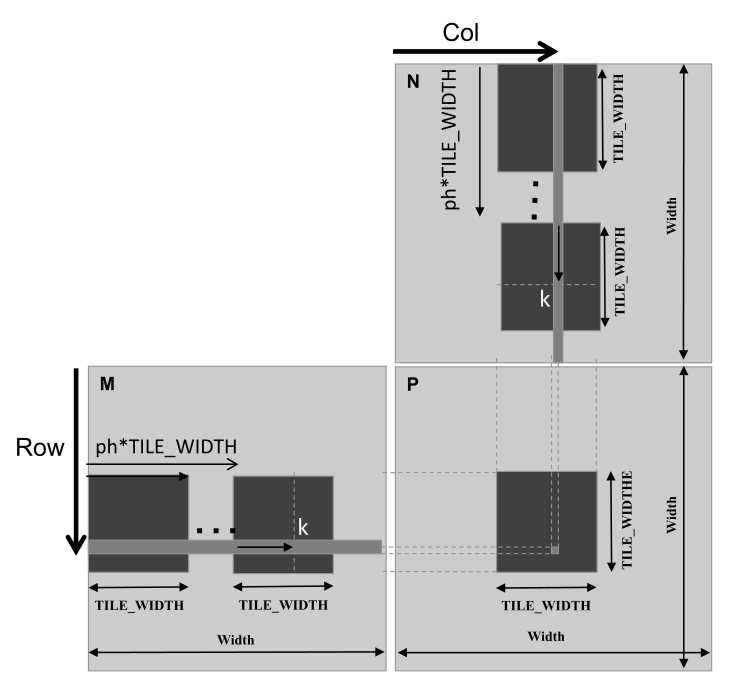 Col
N
ph*TILE_WIDTH
TILE_WIDTH
Width
TILE_WIDTH
k
M
P
Row
ph*TILE_WIDTH
k
TILE_WIDTHE
Width
TILE_WIDTH
TILE_WIDTH
TILE_WIDTH
Width
Width